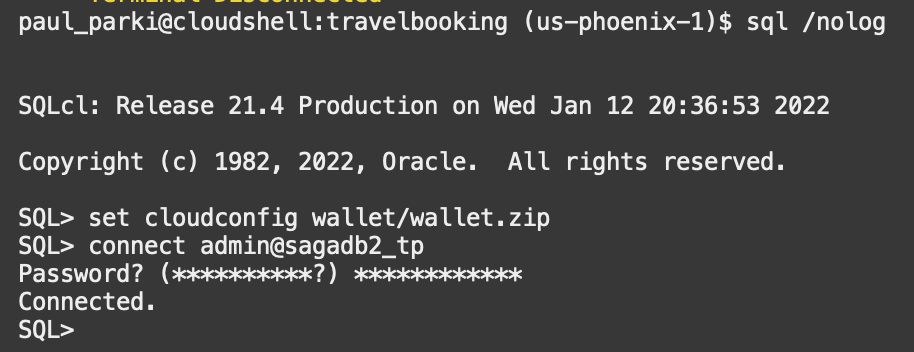 Terminal Disconnected
paul_parki@cloudshell:travelbooking (us-phoenix-1)$ sql /nolog
SQLcl: Release 21.4 Production on Wed Jan 12 20:36:53 2022
Copyright (c) 1982, 2022, Oracle.  All rights reserved.
SQL> set cloudconfig wallet/wallet.zip
SQL> connect admin@sagadb2_tp
Password? (**********?) ************
Connected.
SQL>